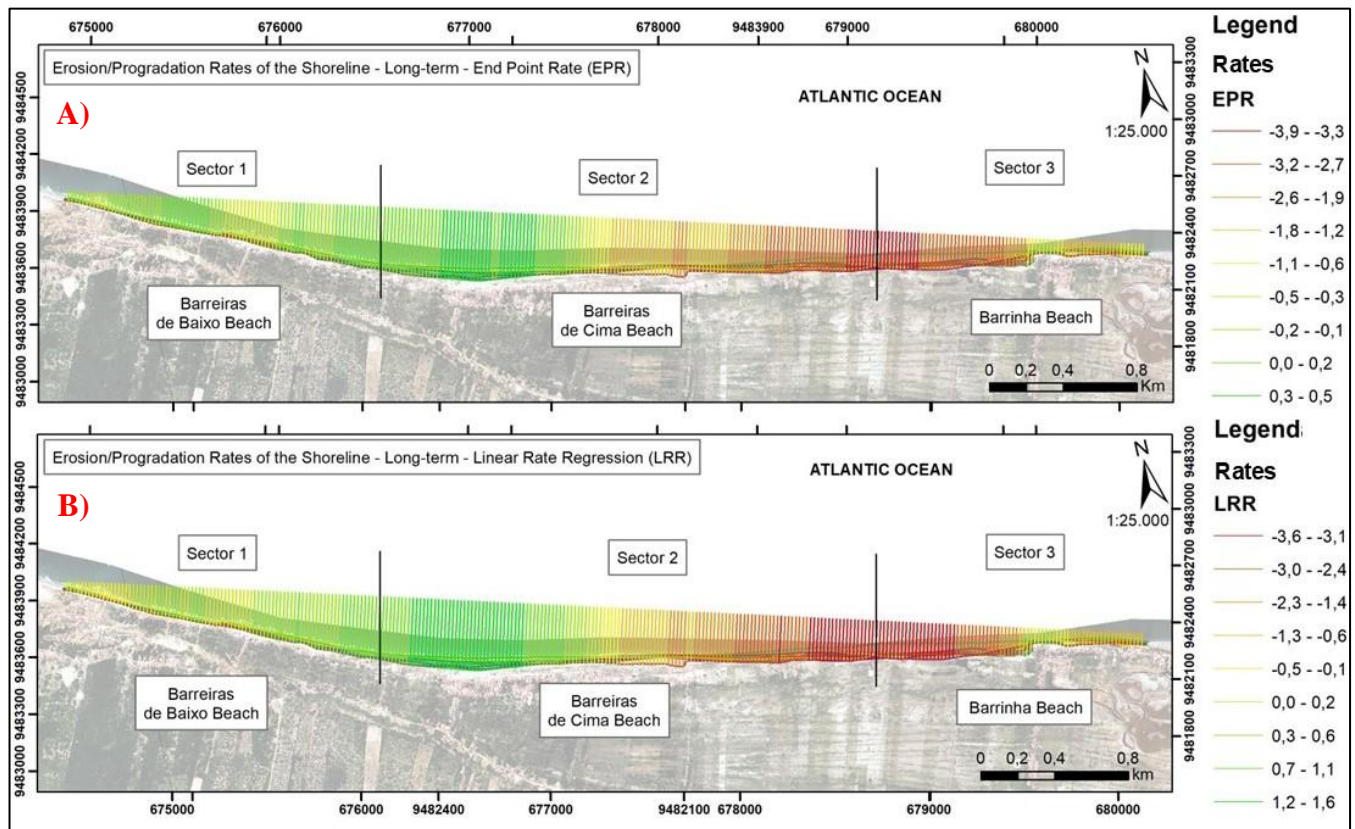 675000 676000 677000 678000 9483900 679000 680000
Erosion/Progradation Rates of the Shoreline - Long-term - End Point Rate (EPR)
A)
ATLANTIC OCEAN
N
1:25.000
Sector 1
Sector 2
Sector 3
Barreiras
de Baixo Beach
Barreiras
de Cima Beach
Barrinha Beach
0 0,2 0,4 0,8
Km
9484500
9484200
9483900
9483600
9483300
9483000
9483300
9483000
9482700
9482400
9482100
9481800
Legend
Rates
EPR
-3,9 - -3,3
-3,2 - -2,7
-2,6 - -1,9
-1,8 - -1,2
-1,1 - -0,6
-0,5 - -0,3
-0,2 - -0,1
0,0 - 0,2
0,3 - 0,5
Erosion/Progradation Rates of the Shoreline - Long-term - Linear Rate Regression (LRR)
B)
ATLANTIC OCEAN
N
1:25.000
Sector 1
Sector 2
Sector 3
Barreiras
de Baixo Beach
Barreiras
de Cima Beach
Barrinha Beach
0 0,2 0,4 0,8
km
9484500
9484200
9483900
9483600
9483300
9483000
9483300
9483000
9482700
9482400
9482100
9481800
675000 676000 9482400 677000 9482100 678000 679000 680000
Legend
Rates
LRR
-3,6 - -3,1
-3,0 - -2,4
-2,3 - -1,4
-1,3 - -0,6
-0,5 - -0,1
0,0 - 0,2
0,3 - 0,6
0,7 - 1,1
1,2 - 1,6